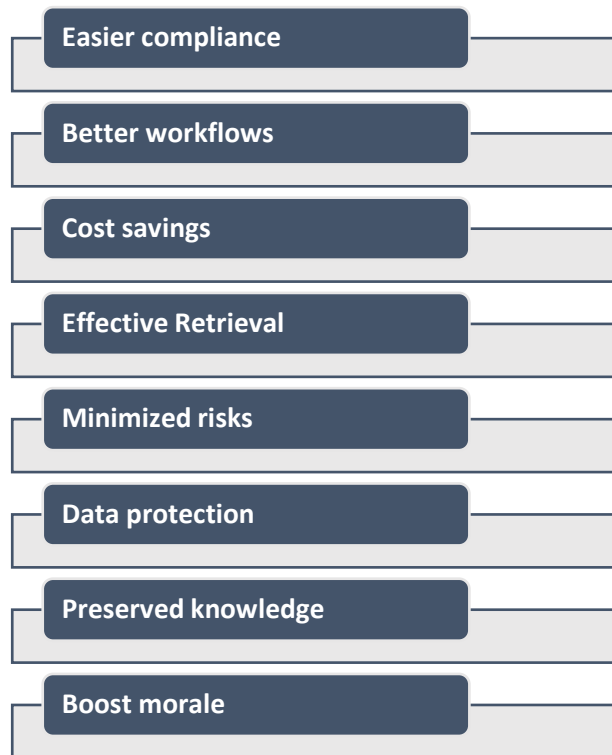 Easier compliance
Better workflows
Cost savings
Effective Retrieval
Minimized risks
Data protection
Preserved knowledge
Boost morale